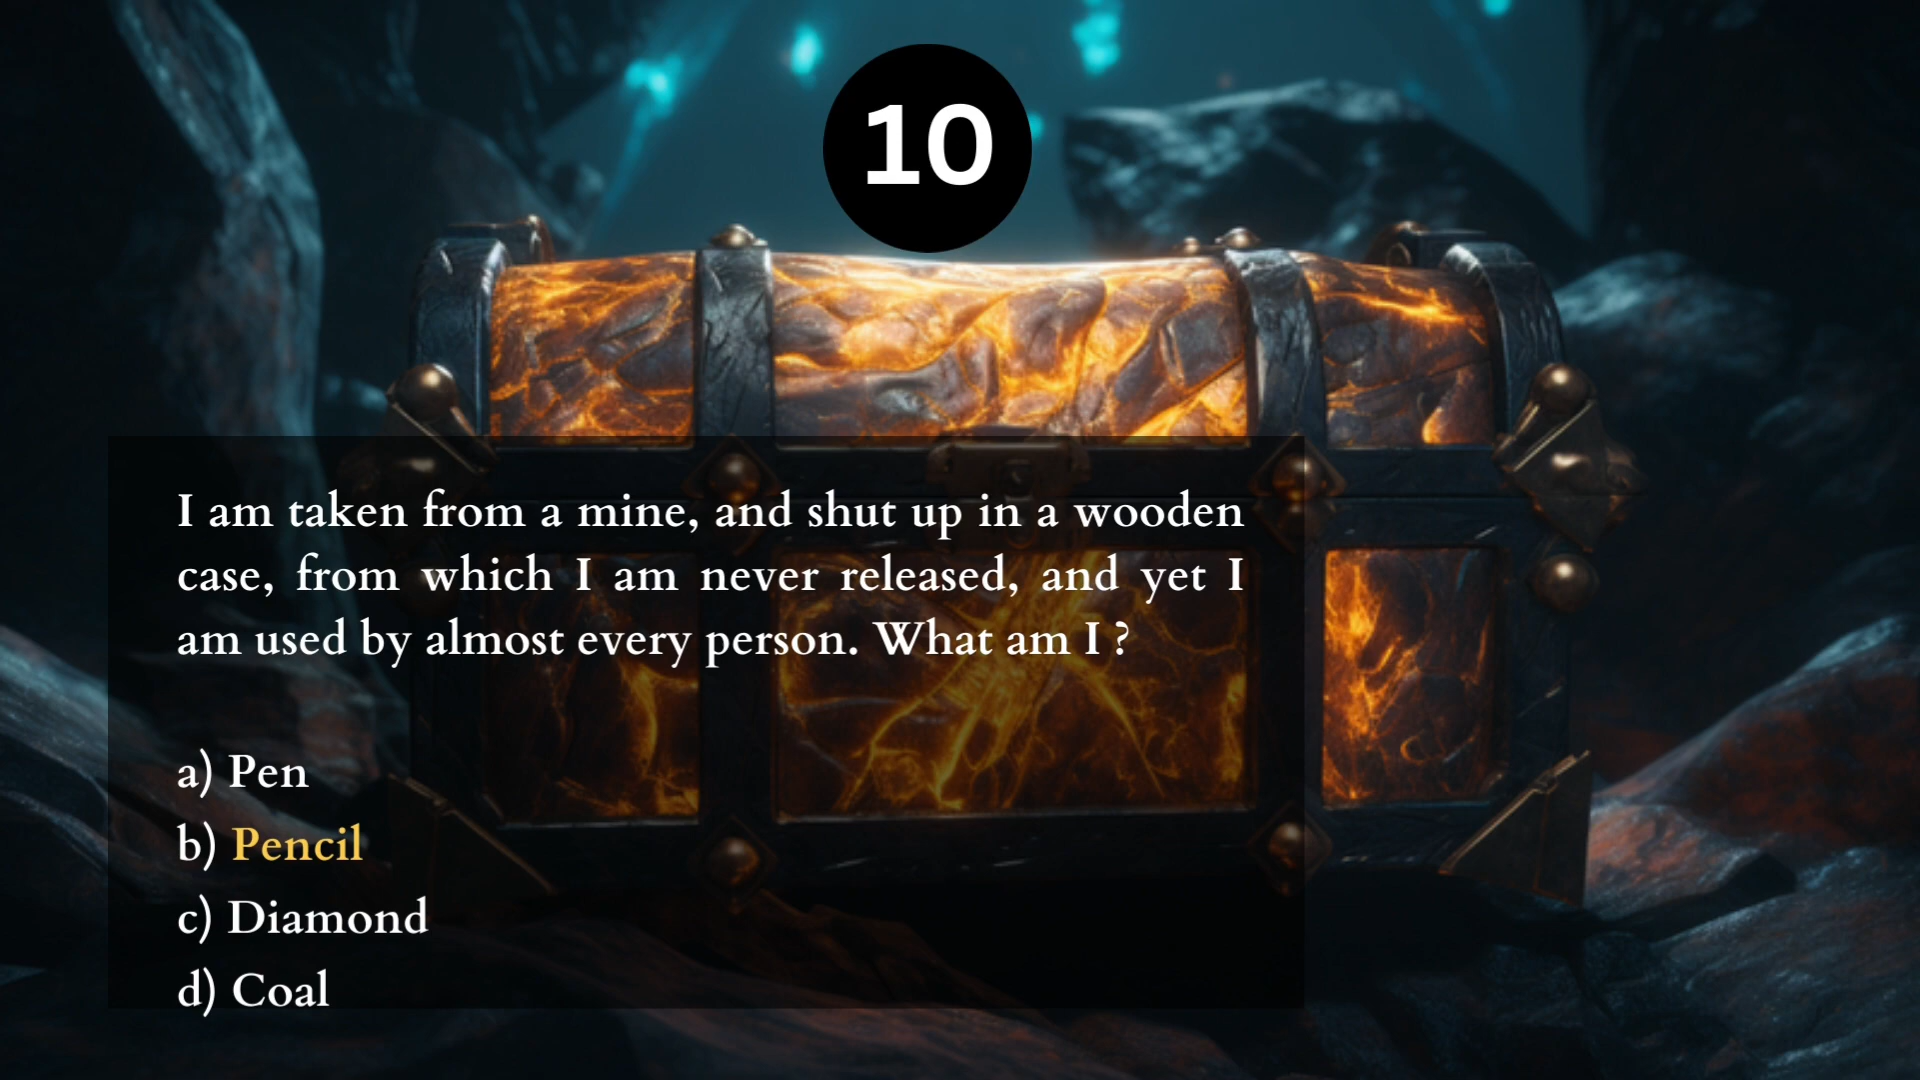 10
I am taken from a mine, and shut up in a wooden
case, from which I am never released, and yet I
am used by almost every person. What am I ?
a) Pen
b) Pencil
c) Diamond
d) Coal